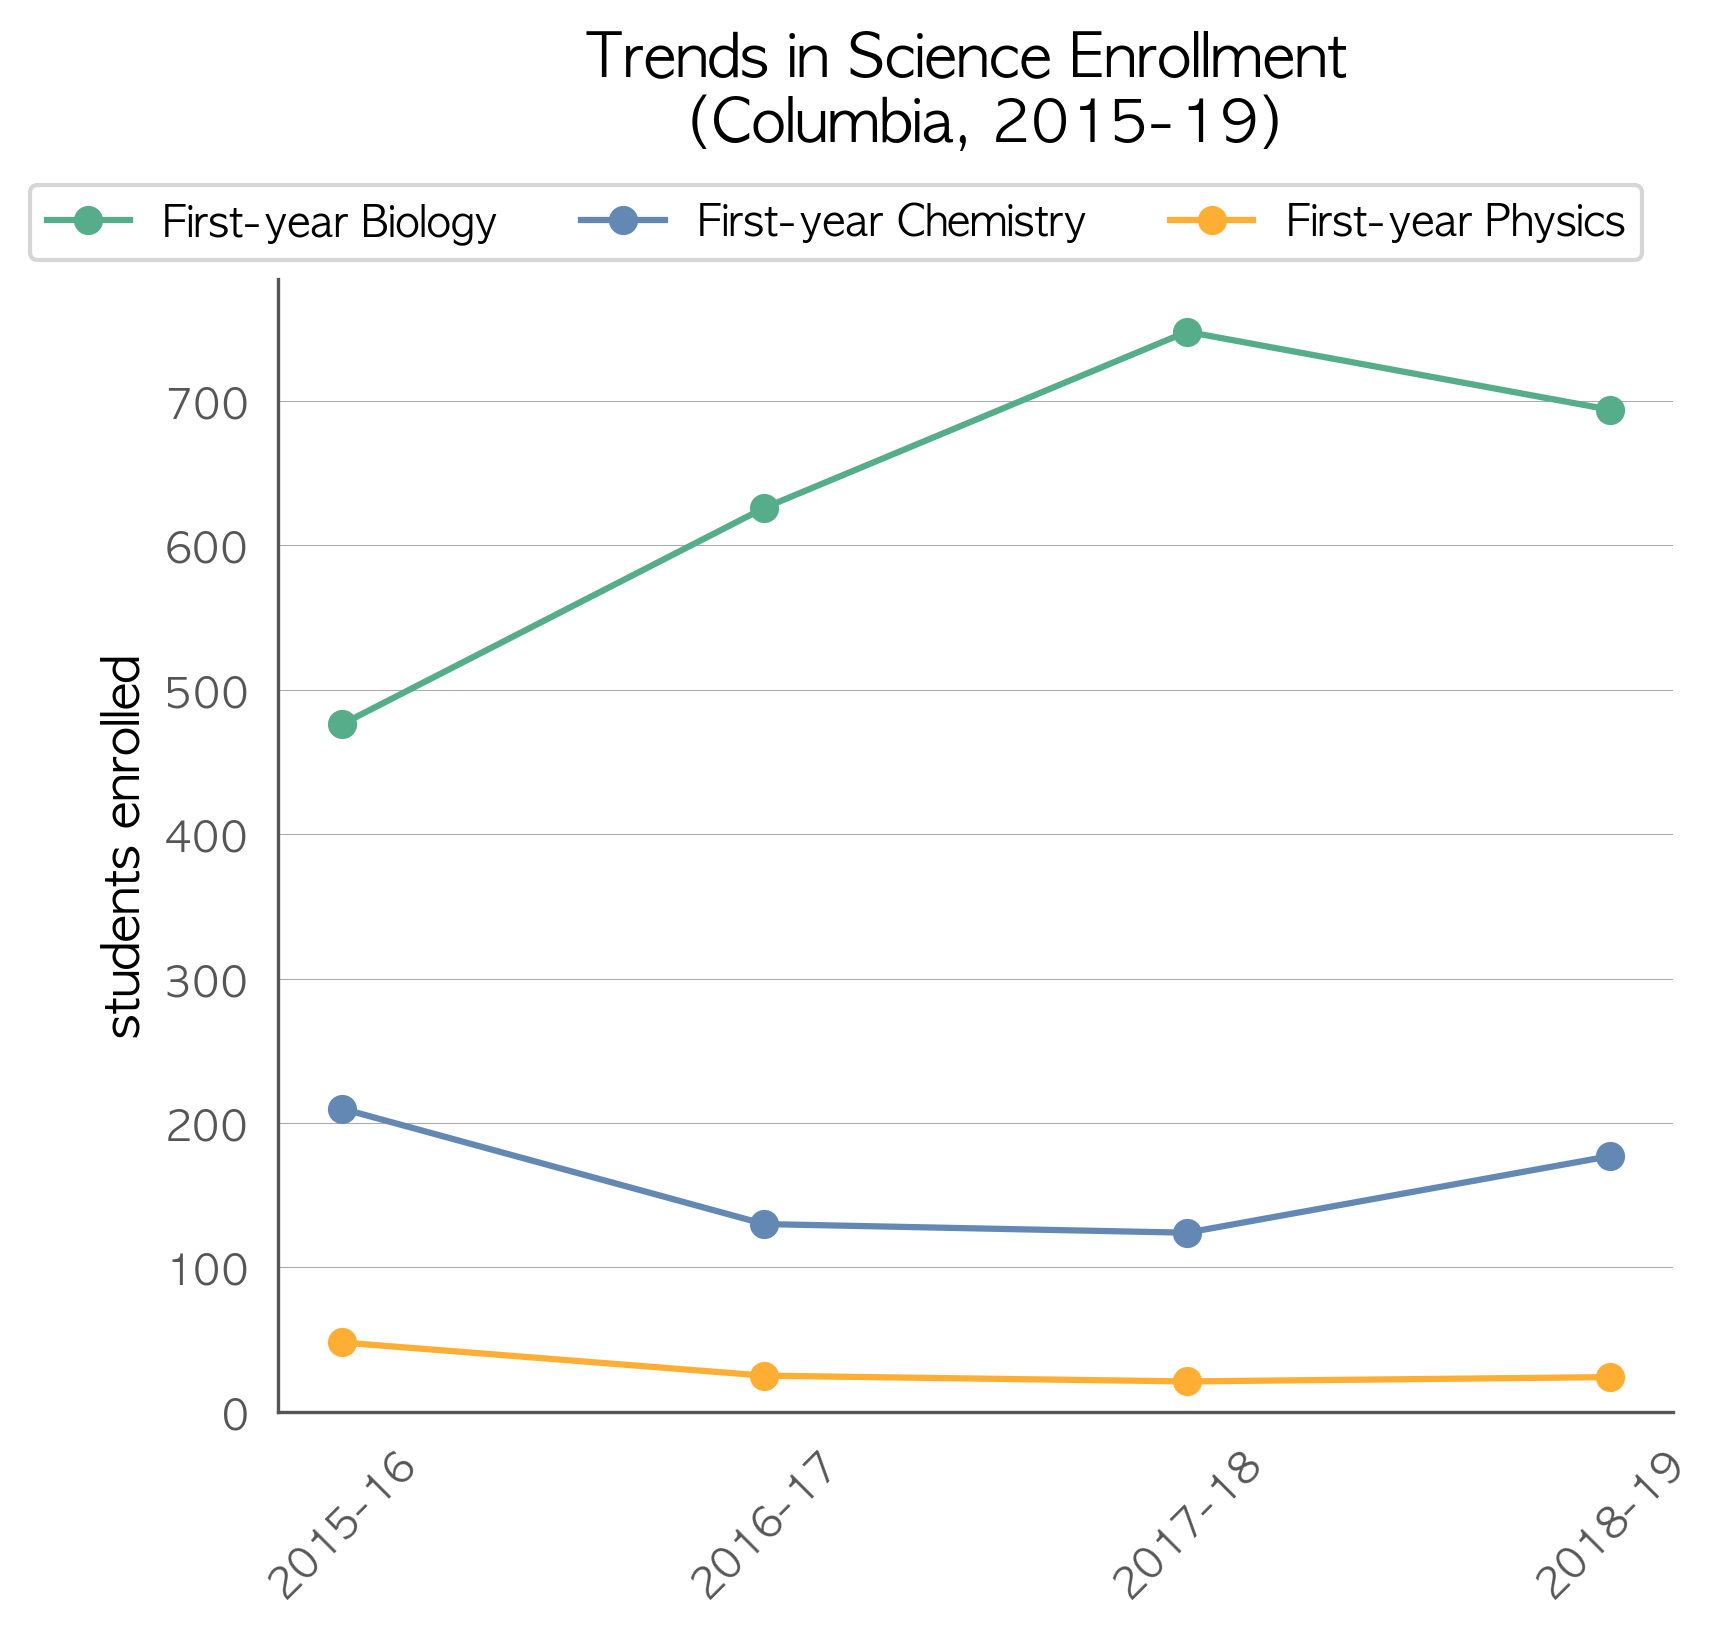 Trends in Science Enrollment
(Columbia, 2015-19)
First-year Biology
First-year Chemistry
First-year Physics
students enrolled
700
600
500
400
300
200
100
0
2015-16
2016-17
2017-18
2018-19